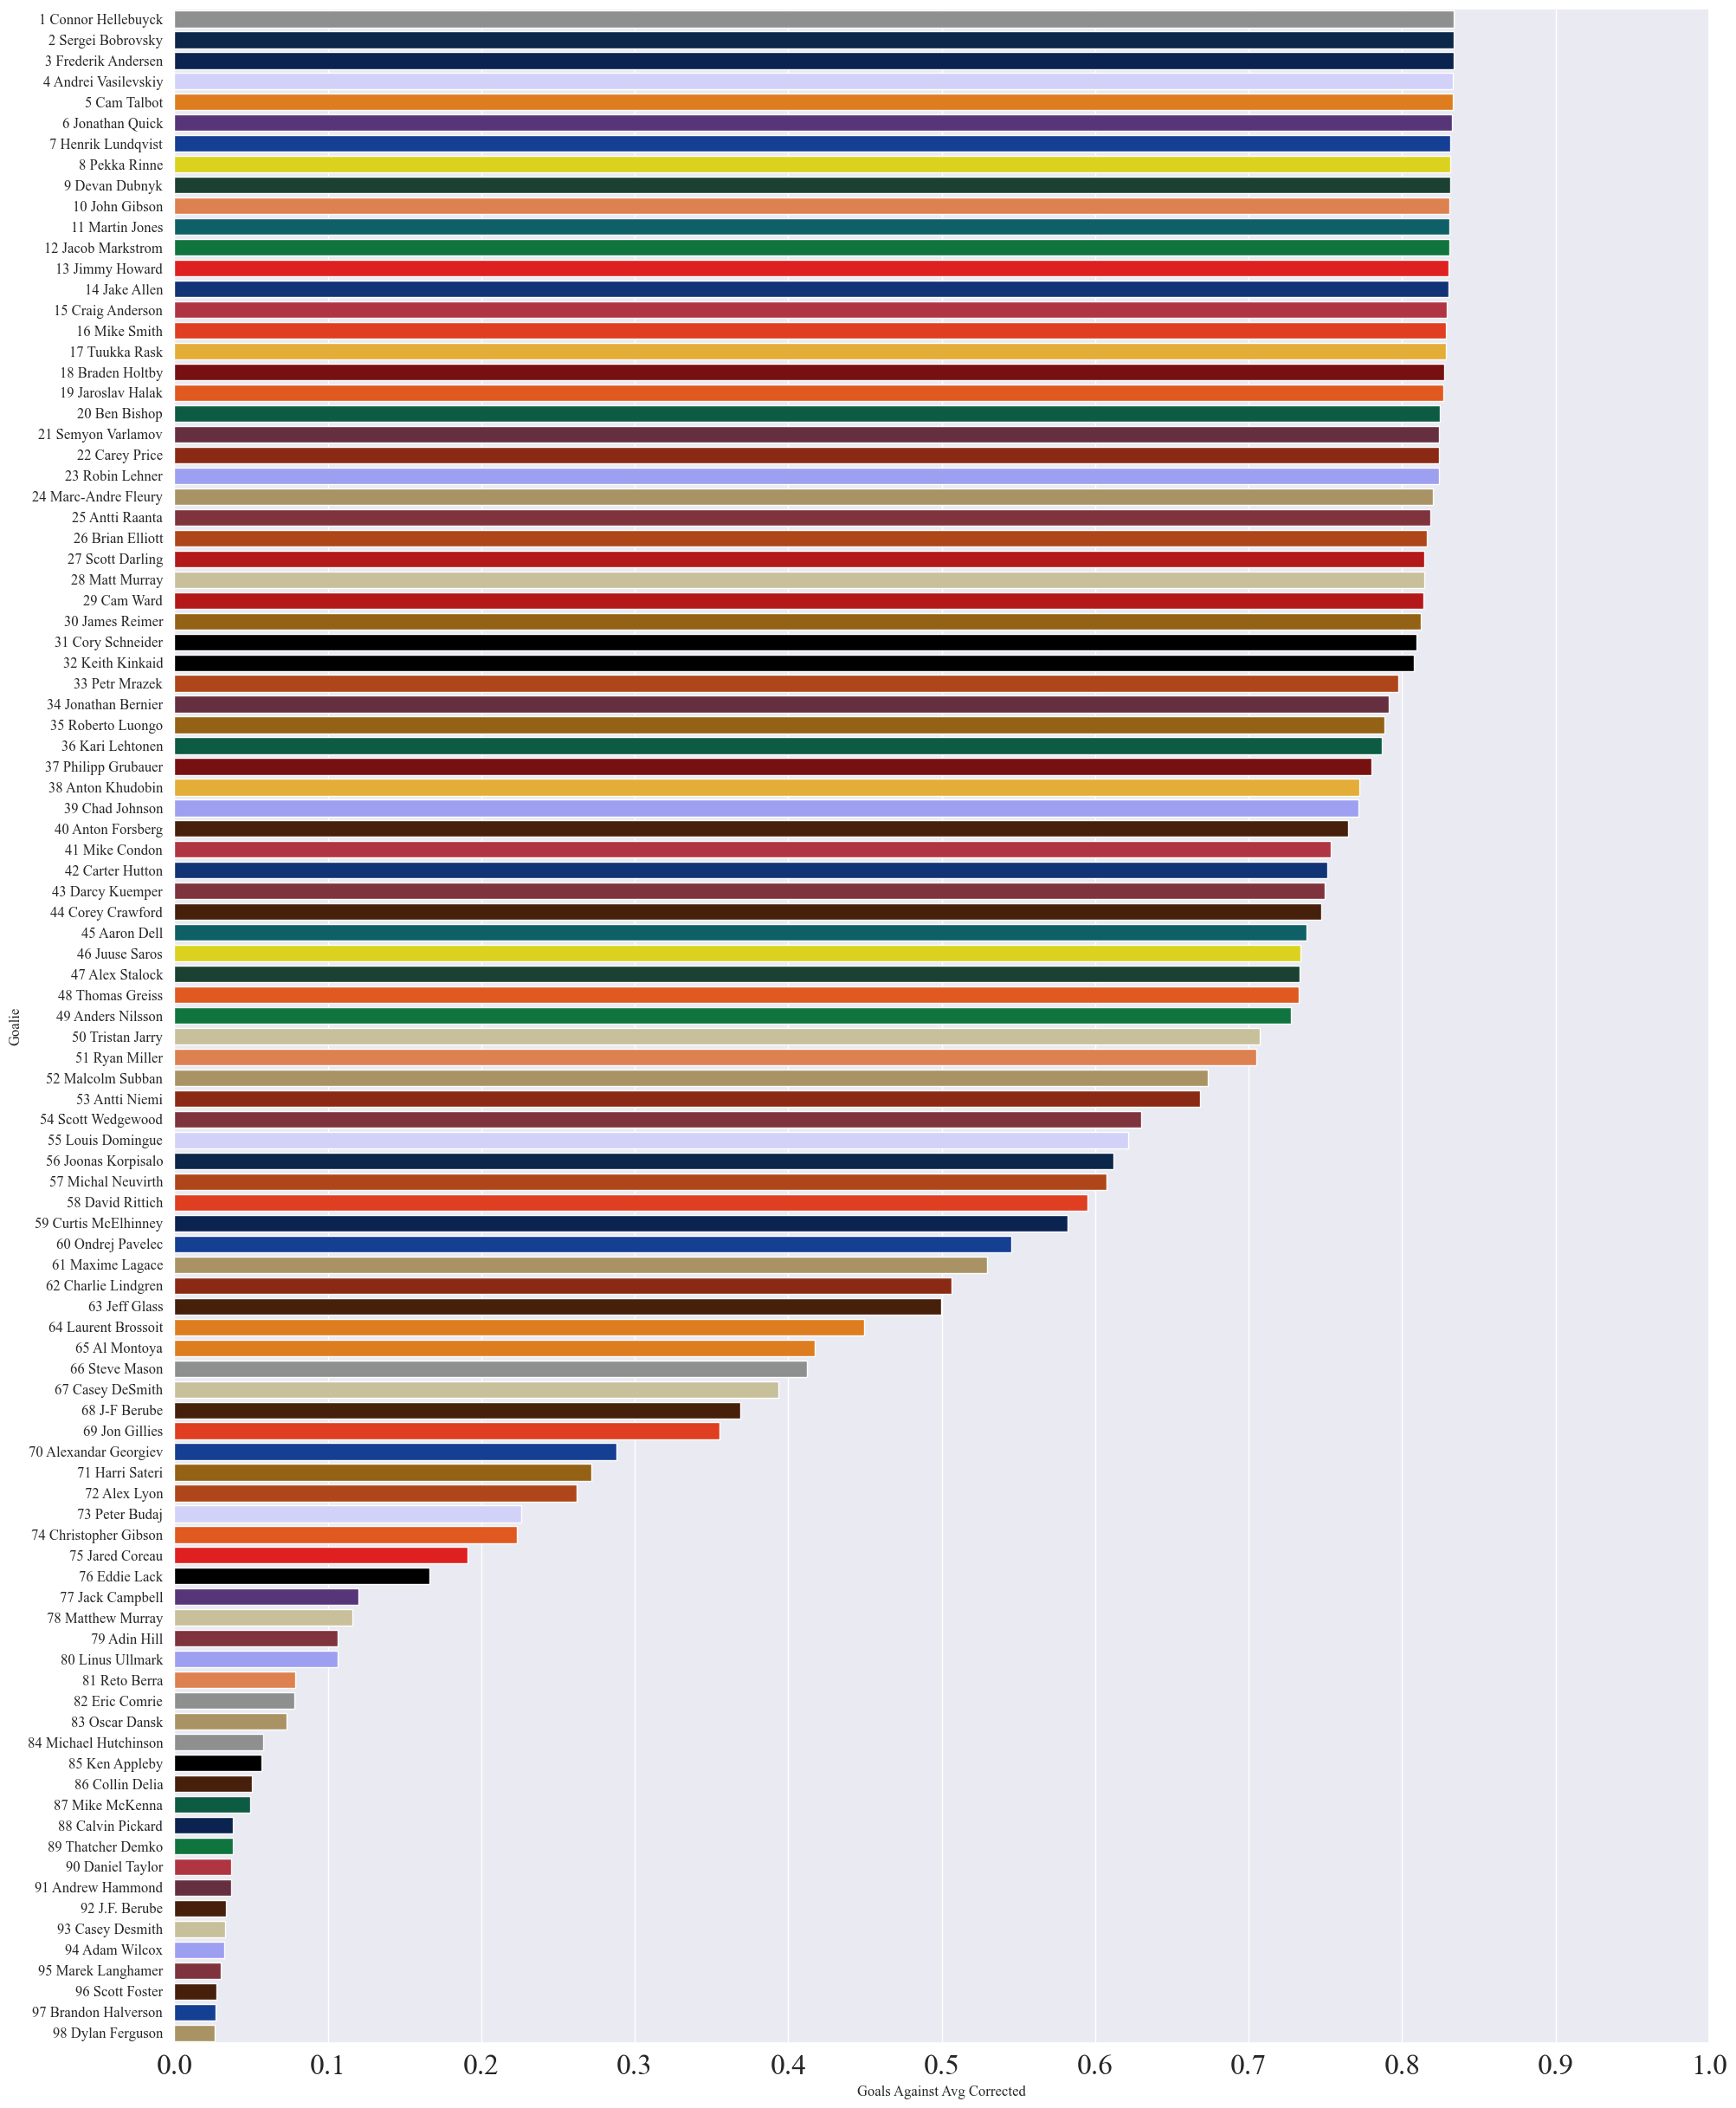 1 Connor Hellebuyck
2 Sergei Bobrovsky
3 Frederik Andersen
4 Andrei Vasilevskiy
5 Cam Talbot
6 Jonathan Quick
7 Henrik Lundqvist
8 Pekka Rinne
9 Devan Dubnyk
10 John Gibson
11 Martin Jones
12 Jacob Markstrom
13 Jimmy Howard
14 Jake Allen
15 Craig Anderson
16 Mike Smith
17 Tuukka Rask
18 Braden Holtby
19 Jaroslav Halak
20 Ben Bishop
21 Semyon Varlamov
22 Carey Price
23 Robin Lehner
24 Marc-Andre Fleury
25 Antti Raanta
26 Brian Elliott
27 Scott Darling
28 Matt Murray
29 Cam Ward
30 James Reimer
31 Cory Schneider
32 Keith Kinkaid
33 Petr Mrazek
34 Jonathan Bernier
35 Roberto Luongo
36 Kari Lehtonen
37 Philipp Grubauer
38 Anton Khudobin
39 Chad Johnson
40 Anton Forsberg
41 Mike Condon
42 Carter Hutton
43 Darcy Kuemper
44 Corey Crawford
45 Aaron Dell
46 Juuse Saros
47 Alex Stalock
48 Thomas Greiss
49 Anders Nilsson
50 Tristan Jarry
51 Ryan Miller
52 Malcolm Subban
53 Antti Niemi
54 Scott Wedgewood
55 Louis Domingue
56 Joonas Korpisalo
57 Michal Neuvirth
58 David Rittich
59 Curtis McElhinney
60 Ondrej Pavelec
61 Maxime Lagace
62 Charlie Lindgren
63 Jeff Glass
64 Laurent Brossoit
65 Al Montoya
66 Steve Mason
67 Casey DeSmith
68 J-F Berube
69 Jon Gillies
70 Alexandar Georgiev
71 Harri Sateri
72 Alex Lyon
73 Peter Budaj
74 Christopher Gibson
75 Jared Coreau
76 Eddie Lack
77 Jack Campbell
78 Matthew Murray
79 Adin Hill
80 Linus Ullmark
81 Reto Berra
82 Eric Comrie
83 Oscar Dansk
84 Michael Hutchinson
85 Ken Appleby
86 Collin Delia
87 Mike McKenna
88 Calvin Pickard
89 Thatcher Demko
90 Daniel Taylor
91 Andrew Hammond
92 J.F. Berube
93 Casey Desmith
94 Adam Wilcox
95 Marek Langhamer
96 Scott Foster
97 Brandon Halverson
98 Dylan Ferguson
Goalie
0.0 0.1 0.2 0.3 0.4 0.5 0.6 0.7 0.8 0.9 1.0
Goals Against Avg Corrected